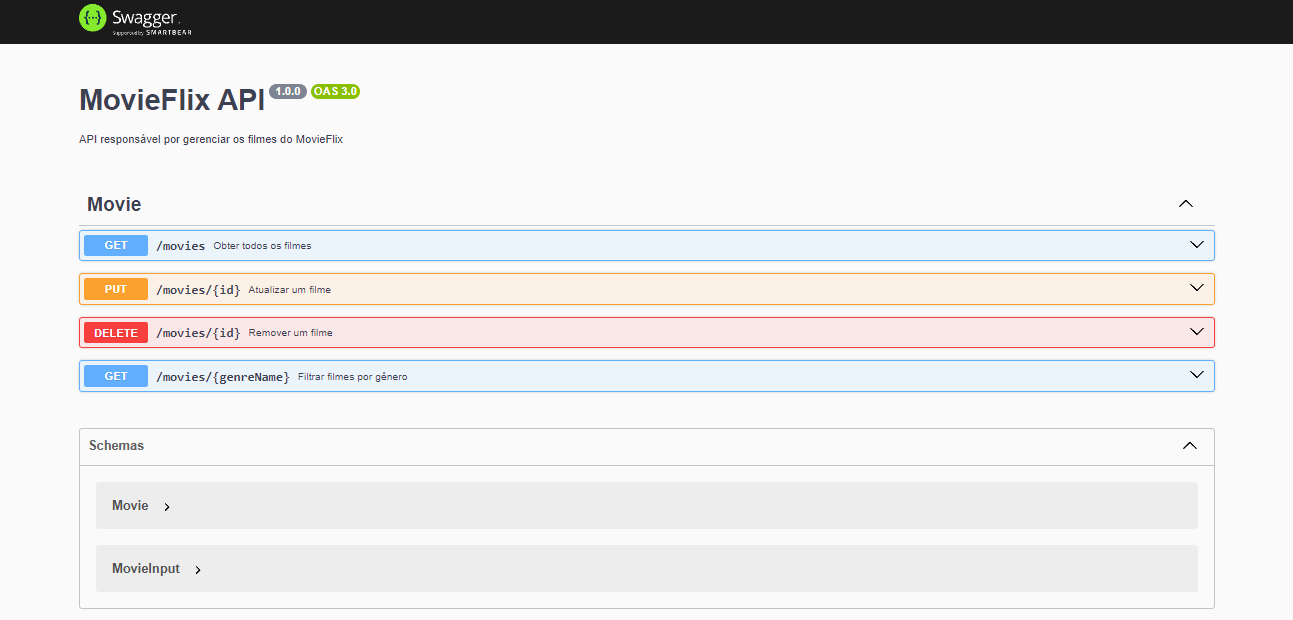 Swagger.
Supported by SMARTBEAR
MovieFlix API 1.0.0 OAS 3.0
API responsável por gerenciar os filmes do MovieFlix
Movie
GET /movies Obter todos os filmes
PUT /movies/{id} Atualizar um filme
DELETE /movies/{id} Remover um filme
GET /movies/{genreName} Filtrar filmes por gênero
Schemas
Movie
MovieInput